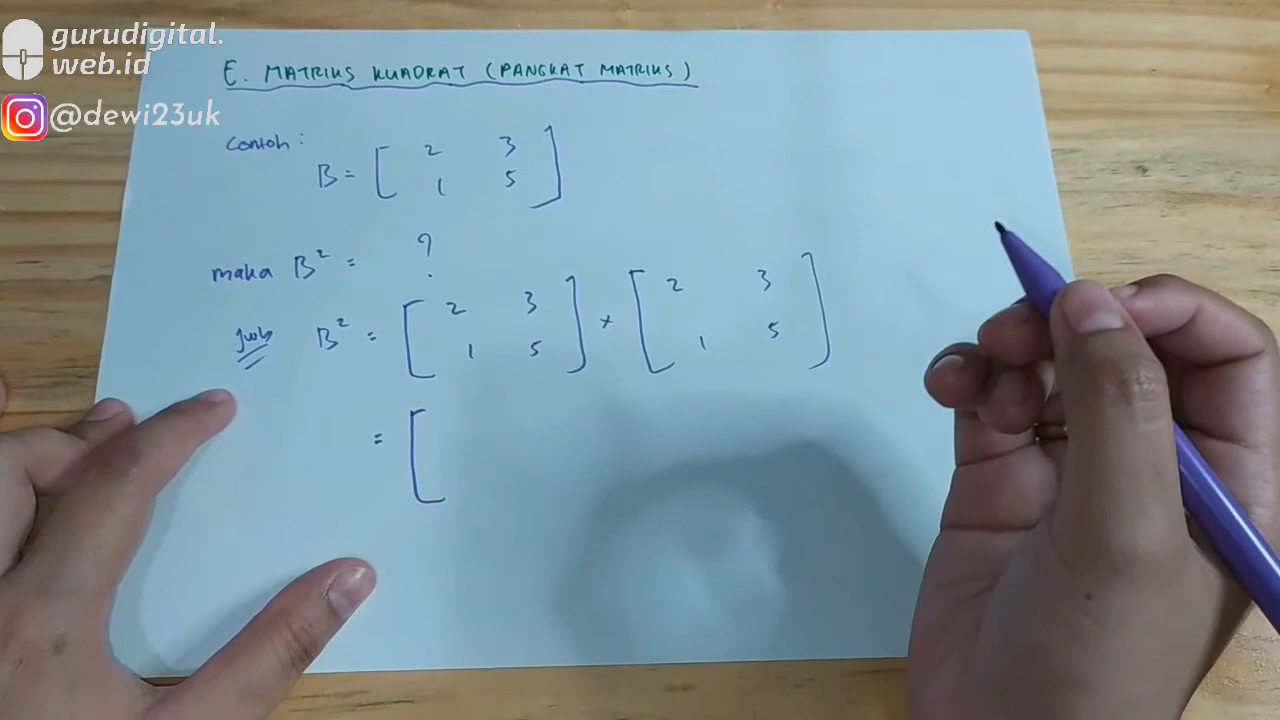 gurudigital.
web.id
@dewi23uk
E. MATRIKS KUADRAT (PANGKAT MATRIKS)
Contoh:
B = [ 2 3
1 5 ]
maka B² = ?
Jwb B² = [ 2 3 ] × [ 2 3 ]
1 5 1 5
= [